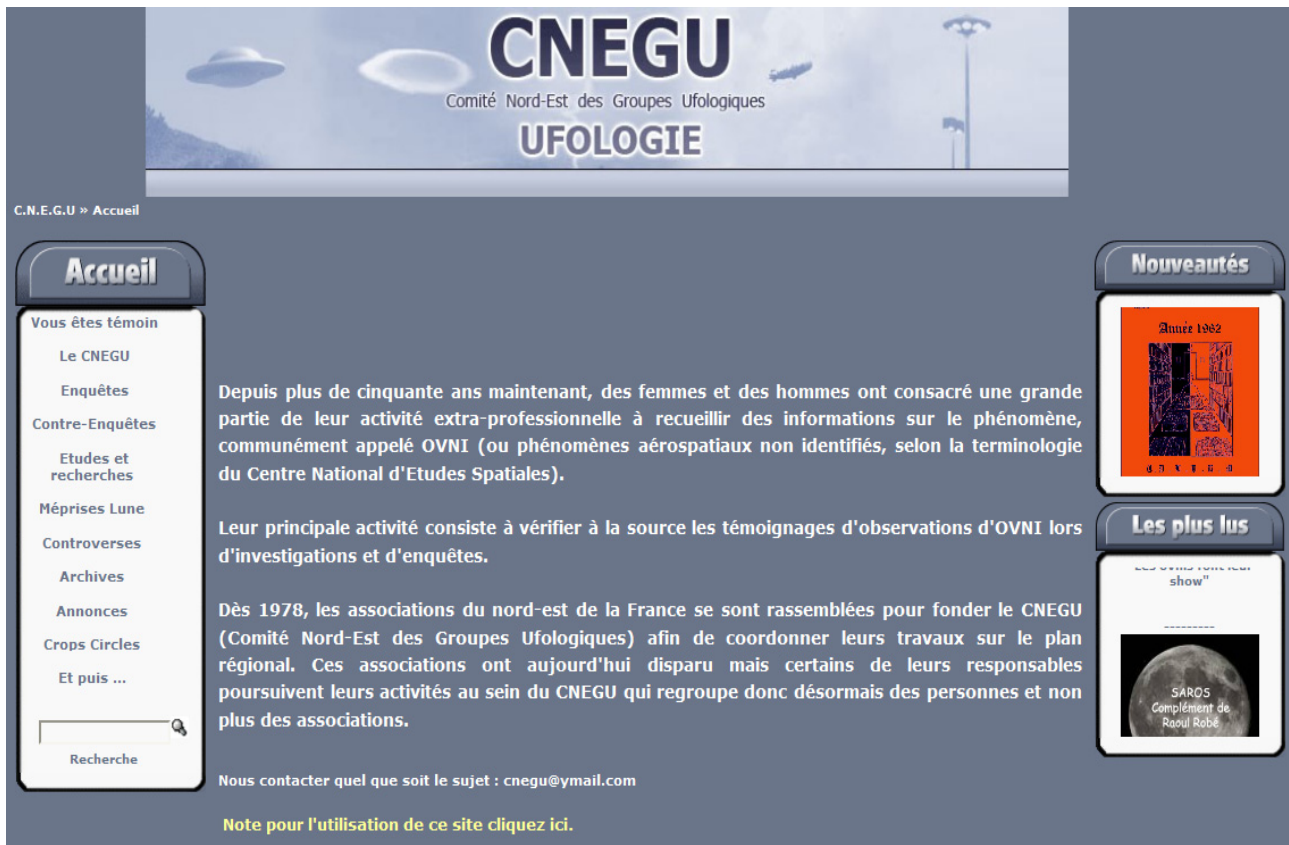 CNEGU
Comité Nord-Est des Groupes Ufologiques
UFOLOGIE
C.N.E.G.U » Accueil
Accueil
Vous êtes témoin
Le CNEGU
Enquêtes
Contre-Enquêtes
Etudes et
recherches
Méprises Lune
Controverses
Archives
Annonces
Crops Circles
Et puis ...
Recherche
Depuis plus de cinquante ans maintenant, des femmes et des hommes ont consacré une grande
partie de leur activité extra-professionnelle à recueillir des informations sur le phénomène,
communément appelé OVNI (ou phénomènes aérospatiaux non identifiés, selon la terminologie
du Centre National d'Etudes Spatiales).
Leur principale activité consiste à vérifier à la source les témoignages d'observations d'OVNI lors
d'investigations et d'enquêtes.
Dès 1978, les associations du nord-est de la France se sont rassemblées pour fonder le CNEGU
(Comité Nord-Est des Groupes Ufologiques) afin de coordonner leurs travaux sur le plan
régional. Ces associations ont aujourd'hui disparu mais certains de leurs responsables
poursuivent leurs activités au sein du CNEGU qui regroupe donc désormais des personnes et non
plus des associations.
Nous contacter quel que soit le sujet : cnegu@ymail.com
Note pour l'utilisation de ce site cliquez ici.
Nouveautés
Année 1962
Les plus lus
show"
---------
SAROS
Complément de
Raoul Robé